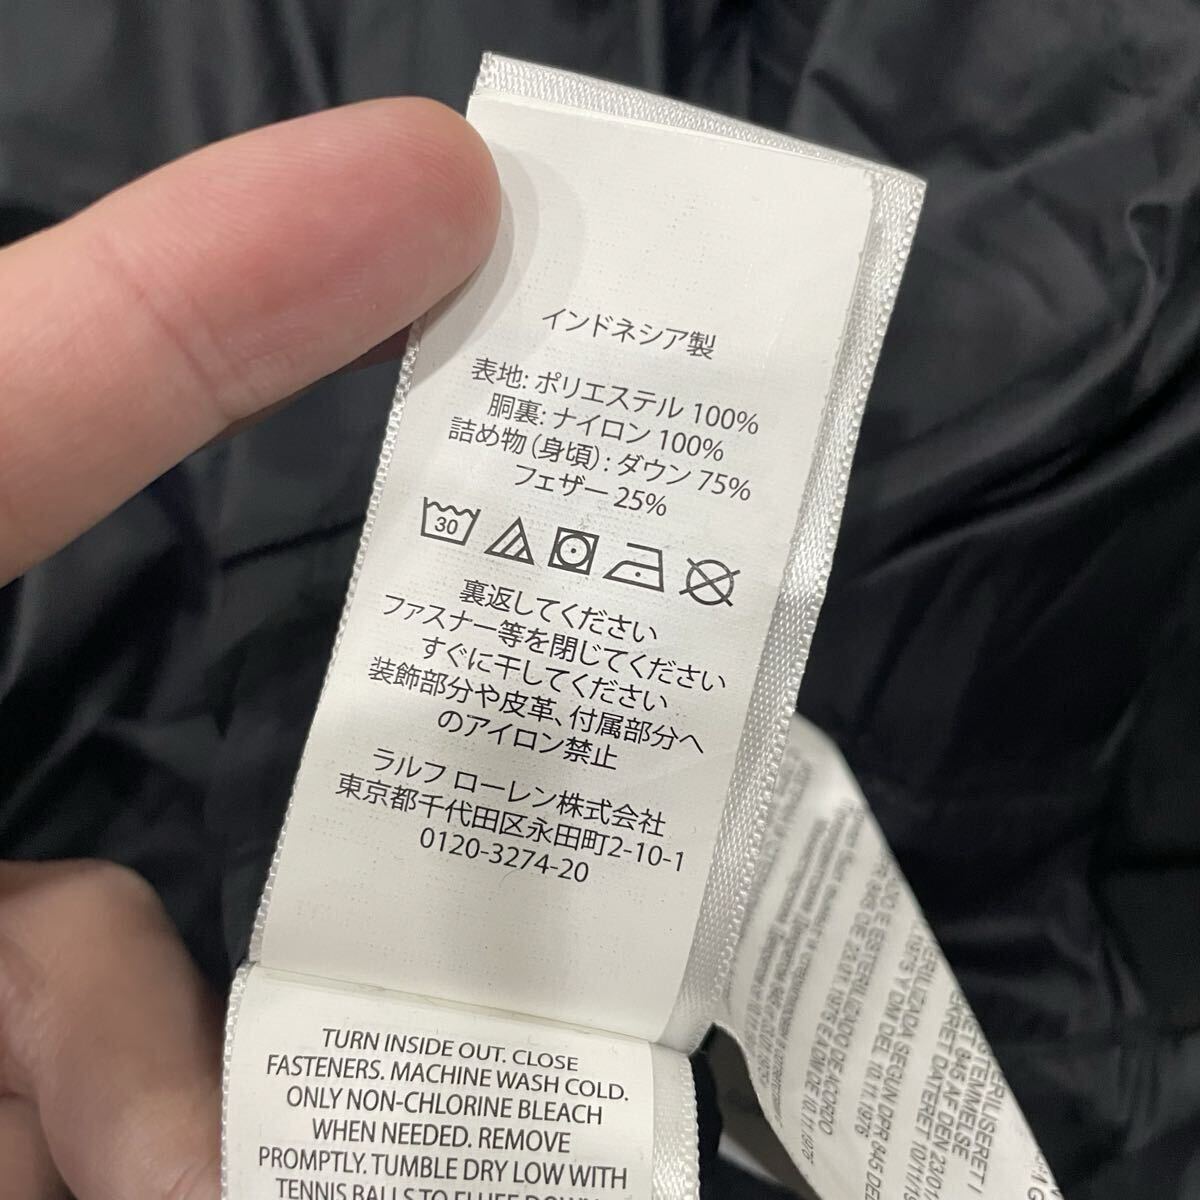 インドネシア製
表地: ポリエステル 100%
胴裏: ナイロン 100%
詰め物 (身頃) : ダウン 75%
フェザー 25%
30
裏返してください
ファスナー等を閉じてください
すぐに干してください
装飾部分や皮革、付属部分へ
のアイロン禁止
ラルフ ローレン株式会社
東京都千代田区永田町2-10-1
0120-3274-20
TURN INSIDE OUT. CLOSE
FASTENERS. MACHINE WASH COLD.
ONLY NON-CHLORINE BLEACH
WHEN NEEDED. REMOVE
PROMPTLY. TUMBLE DRY LOW WITH
TENNIS BALLS TO FLUFF DOWN